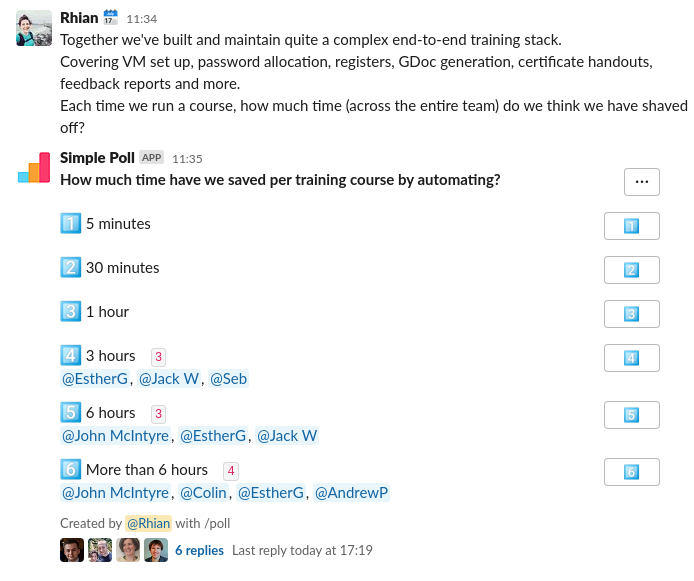 Rhian 17 11:34
Together we've built and maintain quite a complex end-to-end training stack.
Covering VM set up, password allocation, registers, GDoc generation, certificate handouts,
feedback reports and more.
Each time we run a course, how much time (across the entire team) do we think we have shaved
off?
Simple Poll APP 11:35
How much time have we saved per training course by automating? ...
1 5 minutes 1
2 30 minutes 2
3 1 hour 3
4 3 hours 3 4
@EstherG, @Jack W, @Seb
5 6 hours 3 5
@John McIntyre, @EstherG, @Jack W
6 More than 6 hours 4 6
@John McIntyre, @Colin, @EstherG, @AndrewP
Created by @Rhian with /poll
6 replies Last reply today at 17:19